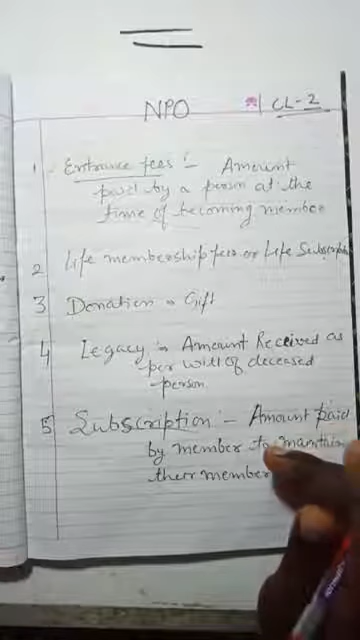 NPO
CL-2
1. Entrance fees :- Amount
paid by a person at the
time of becoming member
2 Life membership fees or Life Subscription
3 Donation :- Gift
4 Legacy :- Amount Received as
per will of deceased
person
5 Subscription :- Amount paid
by member to
their member